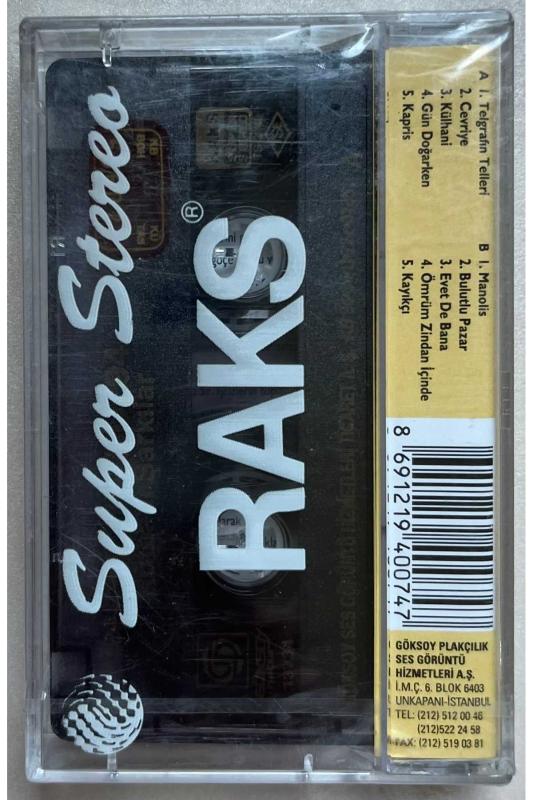 Super Stereo
RAKS®
A 1. Telgrafın Telleri
2. Cevriye
3. Külhani
4. Gün Doğarken
5. Kapris
B 1. Manolis
2. Bulutlu Pazar
3. Evet De Bana
4. Ömrüm Zindan İçinde
5. Kayıkçı
8 691219 400747
GÖKSOY PLAKÇILIK
SES GÖRÜNTÜ
HİZMETLERİ A.Ş.
İ.M.Ç. 6. BLOK 6403
UNKAPANI-İSTANBUL
TEL: (212) 512 00 46
(212)522 24 58
FAX: (212) 519 03 81